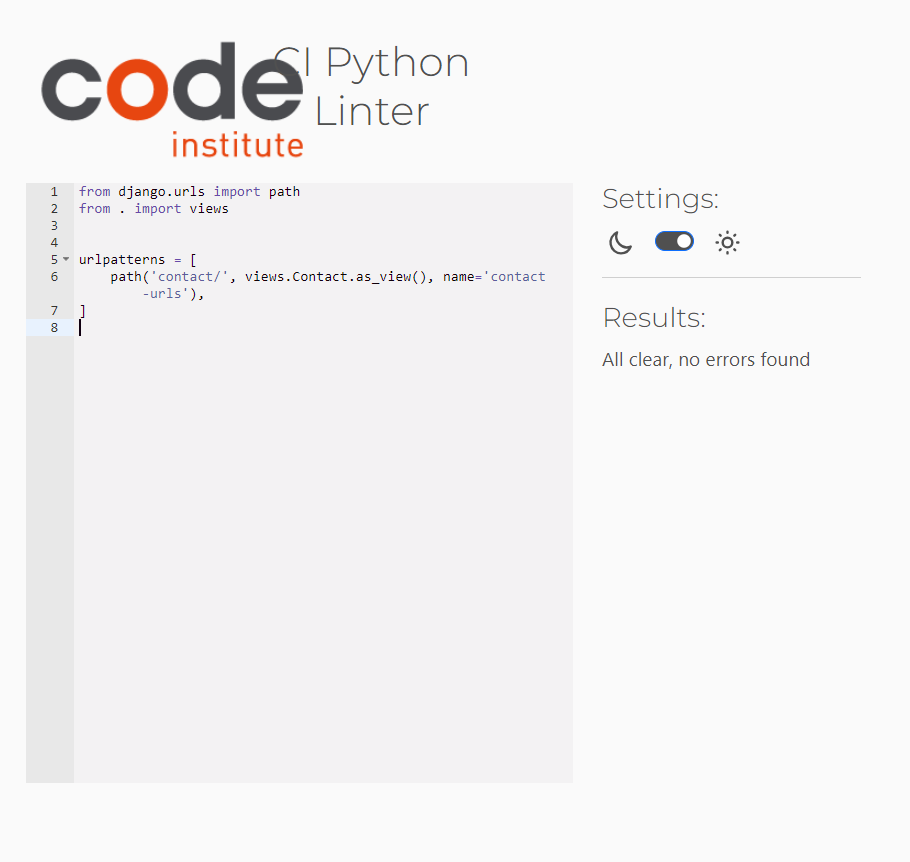 code
institute
CI Python
Linter
1 from django.urls import path
2 from . import views
3
4
5 urlpatterns = [
6 path('contact/', views.Contact.as_view(), name='contact
-urls'),
7 ]
8
Settings:
Results:
All clear, no errors found